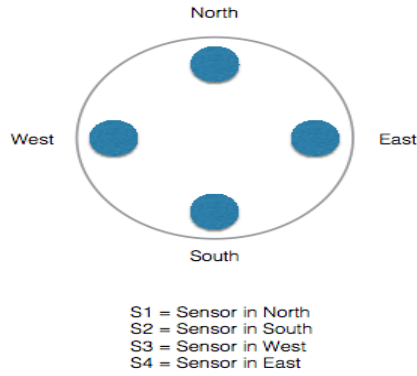 North
West East
South
S1 = Sensor in North
S2 = Sensor in South
S3 = Sensor in West
S4 = Sensor in East